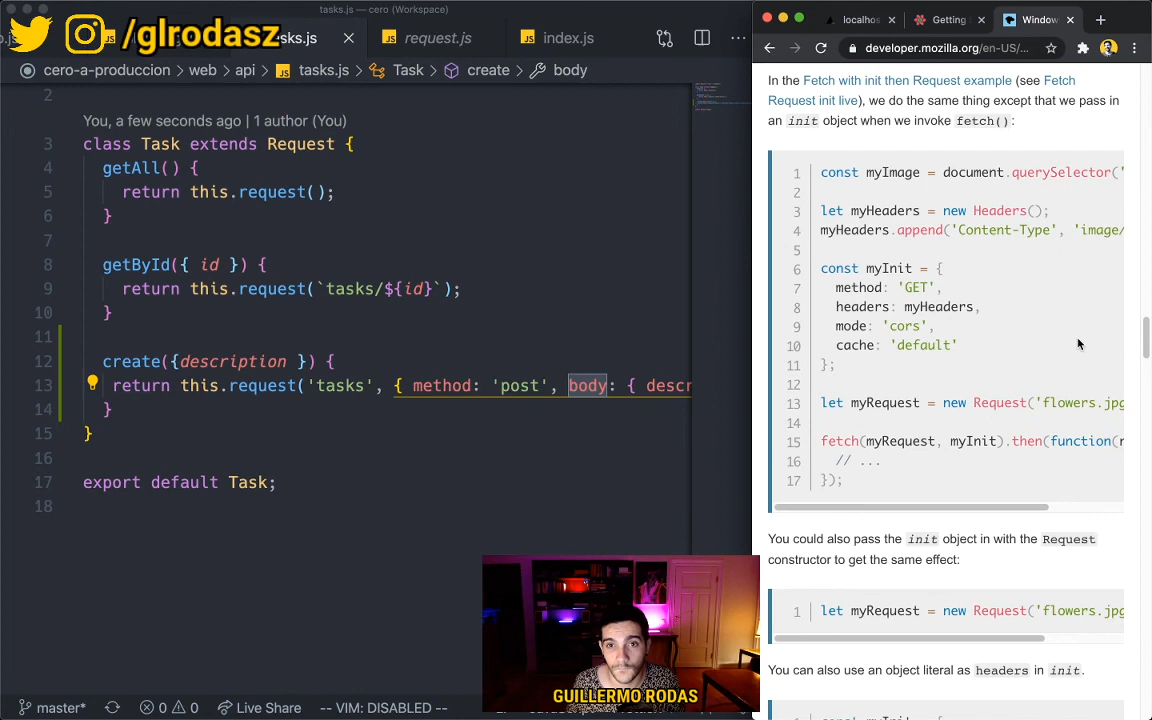 tasks.js — cero (Workspace)
/glrodasz
sks.js
request.js
index.js
cero-a-produccion > web > api > tasks.js > Task > create > body
2
You, a few seconds ago | 1 author (You)
3 class Task extends Request {
4 getAll() {
5 return this.request();
6 }
7
8 getById({ id }) {
9 return this.request(`tasks/${id}`);
10 }
11
12 create({description }) {
13 return this.request('tasks', { method: 'post', body: { descr
14 }
15 }
16
17 export default Task;
18
GUILLERMO RODAS
master*
0
0
Live Share
-- VIM: DISABLED --
localhos
Getting
Window
developer.mozilla.org/en-US/...
In the Fetch with init then Request example (see Fetch
Request init live), we do the same thing except that we pass in
an init object when we invoke fetch():
1 const myImage = document.querySelector('
2
3 let myHeaders = new Headers();
4 myHeaders.append('Content-Type', 'image/
5
6 const myInit = {
7 method: 'GET',
8 headers: myHeaders,
9 mode: 'cors',
10 cache: 'default'
11 };
12
13 const myRequest = new Request('flowers.jpg
14
15 fetch(myRequest, myInit).then(function(r
16 // ...
17 });
You could also pass the init object in with the Request
constructor to get the same effect:
1 let myRequest = new Request('flowers.jpg
You can also use an object literal as headers in init.